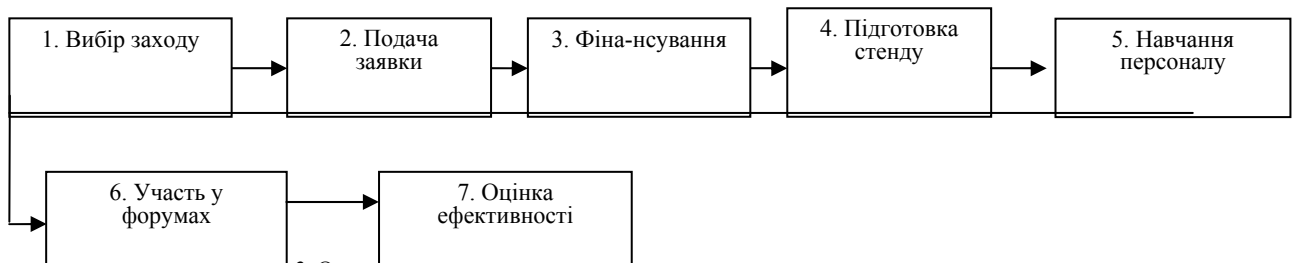 1. Вибір заходу
2. Подача
заявки
3. Фіна-нсування
4. Підготовка
стенду
5. Навчання
персоналу
6. Участь у
форумах
7. Оцінка
ефективності